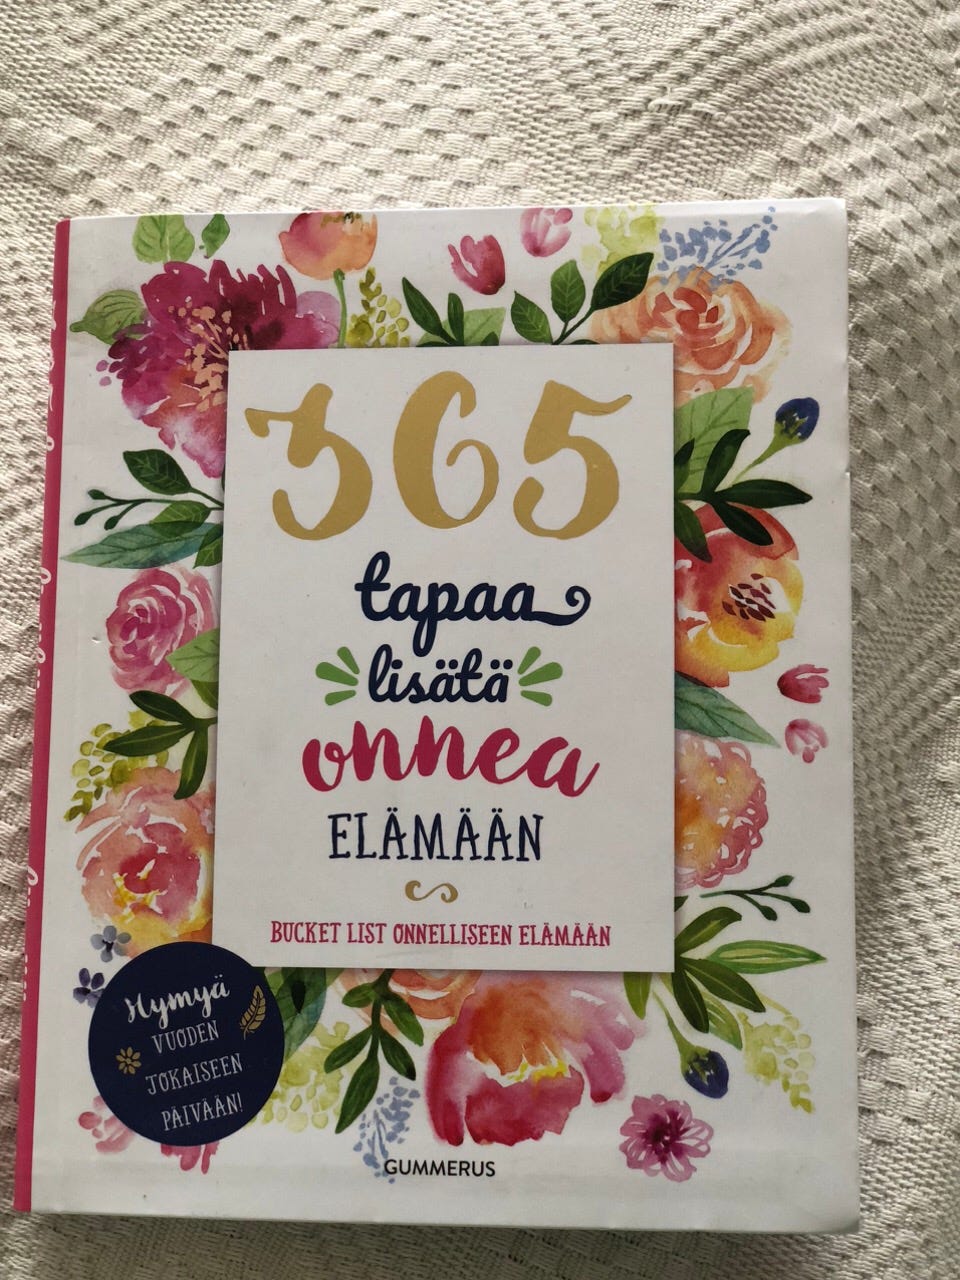 365
tapaa
lisätä
onnea
ELÄMÄÄN
BUCKET LIST ONNELLISEEN ELÄMÄÄN
Hymyä
VUODEN
JOKAISEEN
PÄIVÄÄN!
GUMMERUS